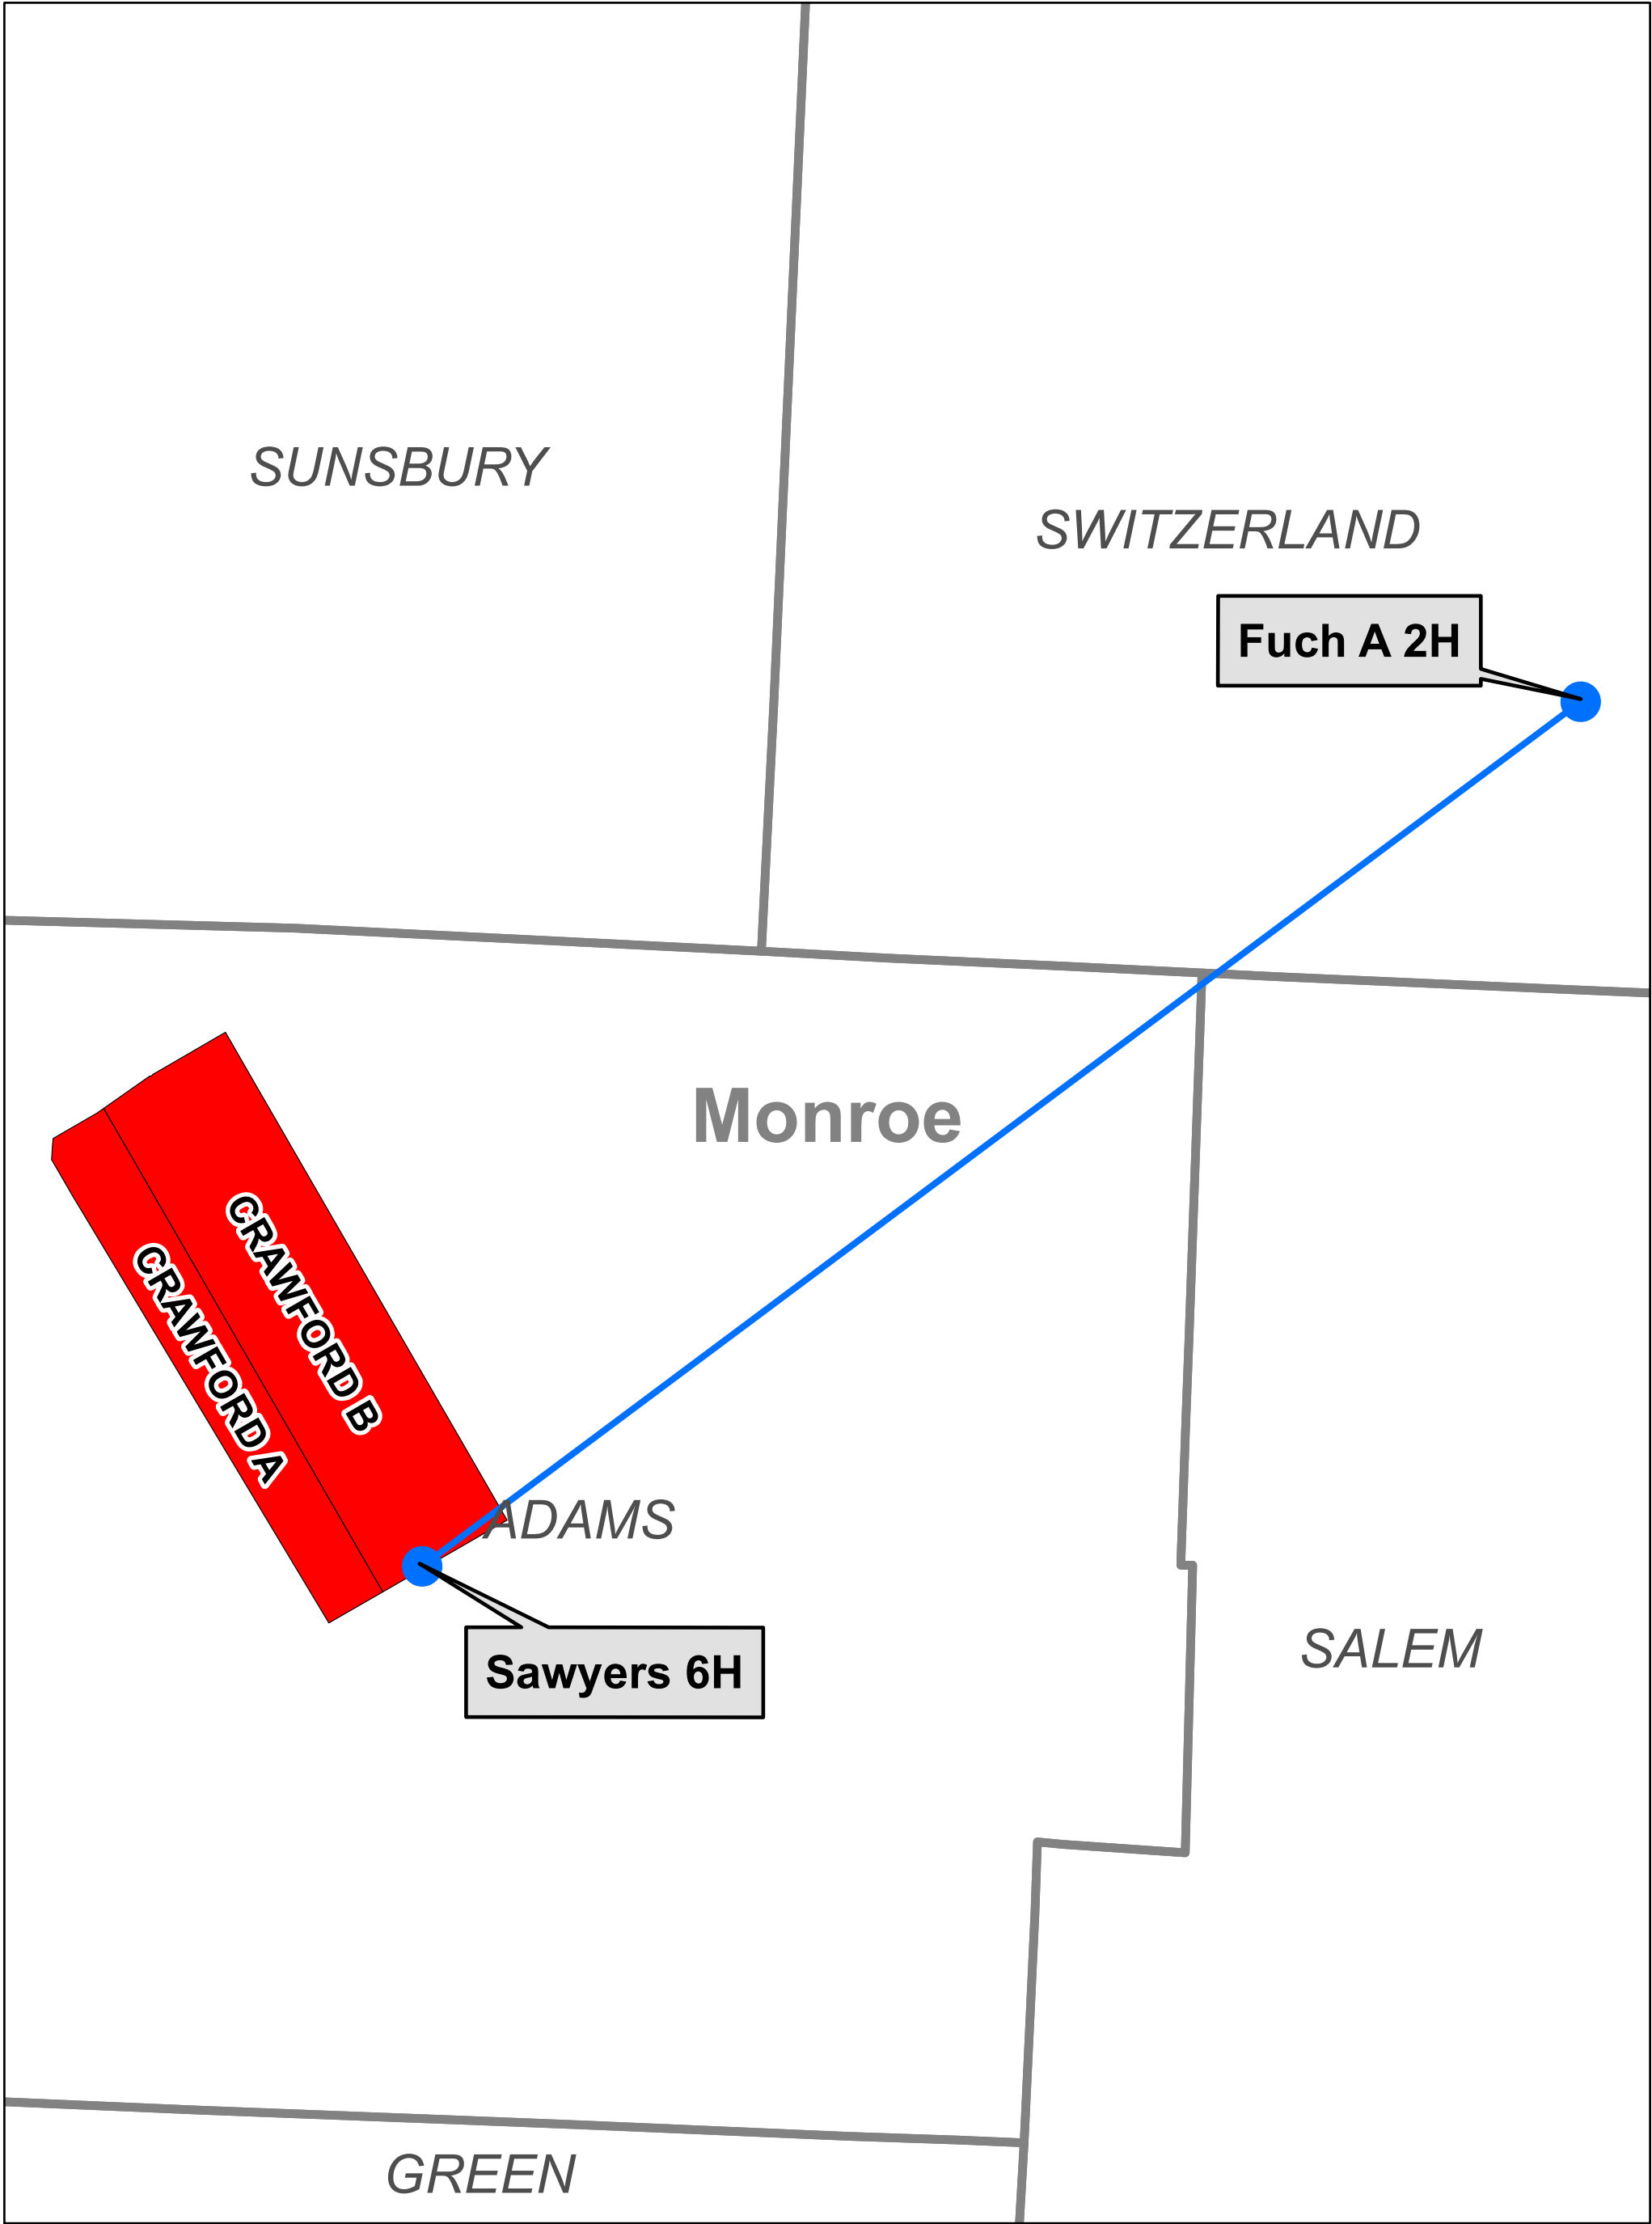 SUNSBURY
SWITZERLAND
Fuch A 2H
Monroe
CRAWFORD B
CRAWFORD A
ADAMS
Sawyers 6H
SALEM
GREEN